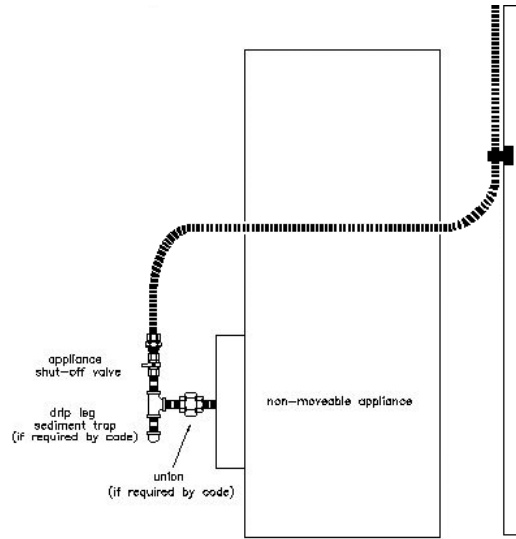 appliance
shut-off valve
drip leg
sediment trap
(if required by code)
union
(if required by code)
non-moveable appliance